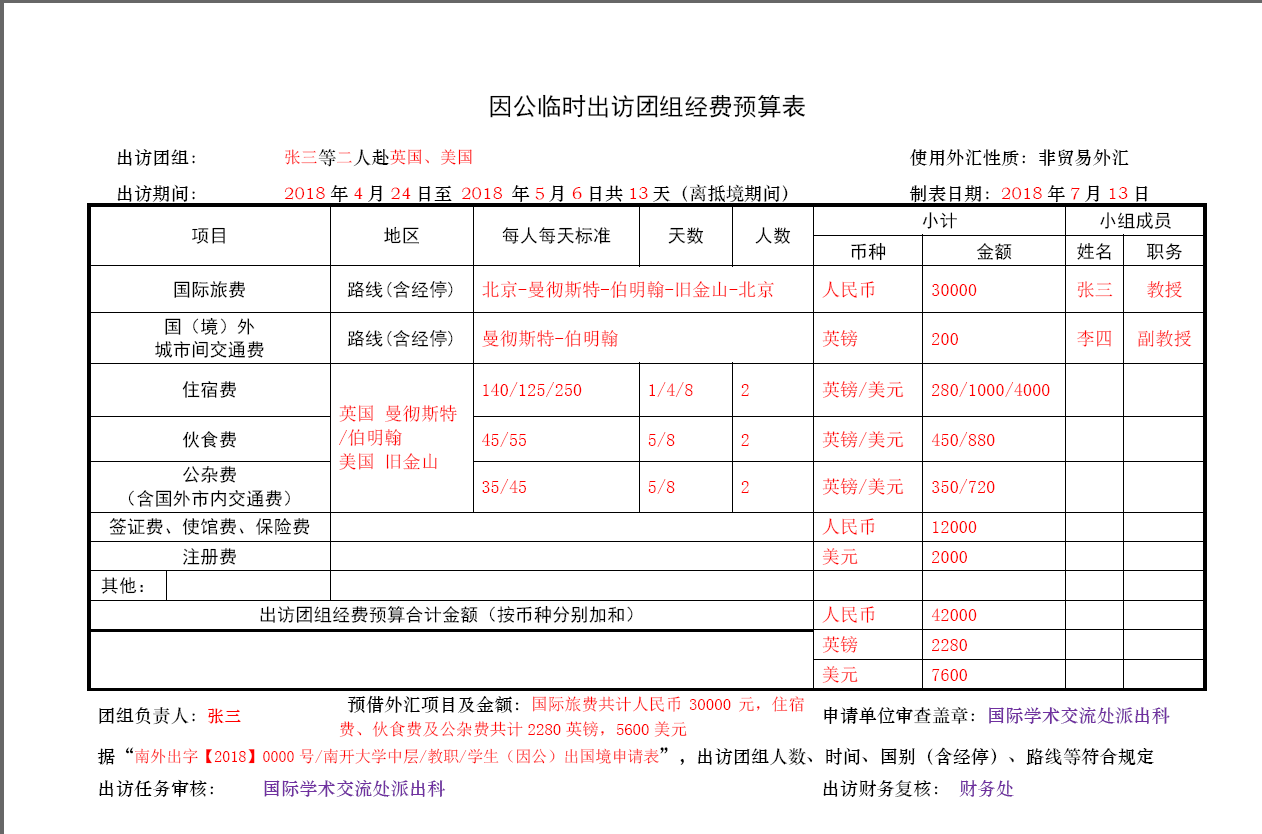 因公临时出访团组经费预算表
出访团组： 张三等二人赴英国、美国 使用外汇性质：非贸易外汇
出访期间： 2018 年 4 月 24 日至 2018 年 5 月 6 日共 13 天（离抵境期间） 制表日期：2018 年 7 月 13 日
项目 地区 每人每天标准 天数 人数 小计 小组成员
币种 金额 姓名 职务
国际旅费 路线(含经停) 北京-曼彻斯特-伯明翰-旧金山-北京 人民币 30000 张三 教授
国（境）外
城市间交通费 路线(含经停) 曼彻斯特-伯明翰 英镑 200 李四 副教授
住宿费 140/125/250 1/4/8 2 英镑/美元 280/1000/4000
英国 曼彻斯特
/伯明翰
美国 旧金山
伙食费 45/55 5/8 2 英镑/美元 450/880
公杂费
（含国外市内交通费） 35/45 5/8 2 英镑/美元 350/720
签证费、使馆费、保险费 人民币 12000
注册费 美元 2000
其他：
出访团组经费预算合计金额（按币种分别加和） 人民币 42000
英镑 2280
美元 7600
团组负责人：张三 预借外汇项目及金额：国际旅费共计人民币 30000 元，住宿
费、伙食费及公杂费共计 2280 英镑，5600 美元
申请单位审查盖章：国际学术交流处派出科
据“南外出字【2018】0000 号/南开大学中层/教职/学生（因公）出国境申请表”，出访团组人数、时间、国别（含经停）、路线等符合规定
出访任务审核： 国际学术交流处派出科 出访财务复核： 财务处